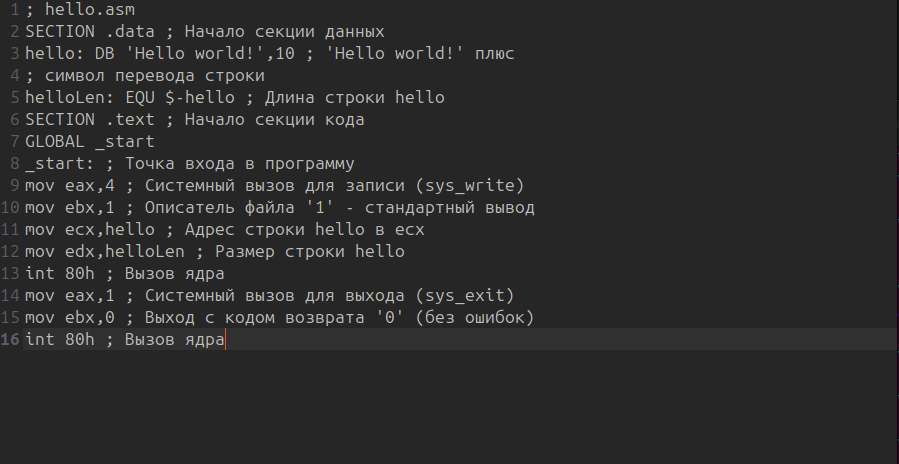 1 ; hello.asm
2 SECTION .data ; Начало секции данных
3 hello: DB 'Hello world!',10 ; 'Hello world!' плюс
4 ; символ перевода строки
5 helloLen: EQU $-hello ; Длина строки hello
6 SECTION .text ; Начало секции кода
7 GLOBAL _start
8 _start: ; Точка входа в программу
9 mov eax,4 ; Системный вызов для записи (sys_write)
10 mov ebx,1 ; Описатель файла '1' - стандартный вывод
11 mov ecx,hello ; Адрес строки hello в ecx
12 mov edx,helloLen ; Размер строки hello
13 int 80h ; Вызов ядра
14 mov eax,1 ; Системный вызов для выхода (sys_exit)
15 mov ebx,0 ; Выход с кодом возврата '0' (без ошибок)
16 int 80h ; Вызов ядра